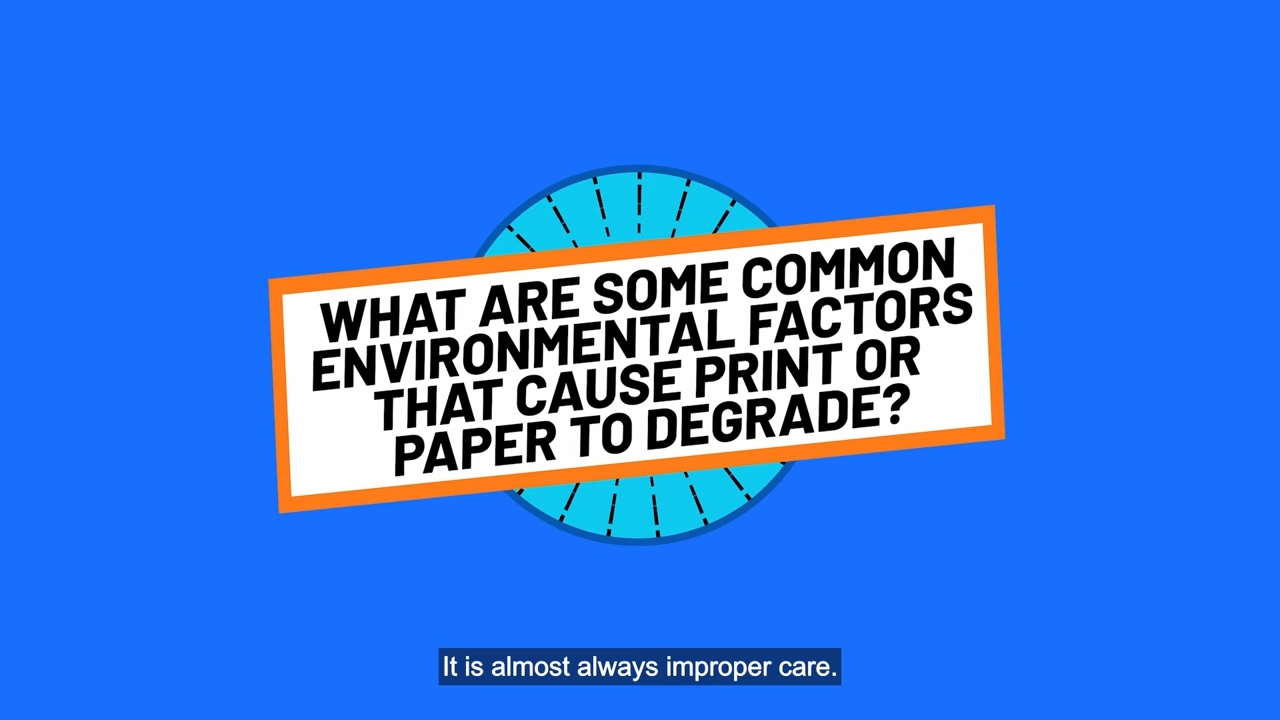 WHAT ARE SOME COMMON
ENVIRONMENTAL FACTORS
THAT CAUSE PRINT OR
PAPER TO DEGRADE?
It is almost always improper care.